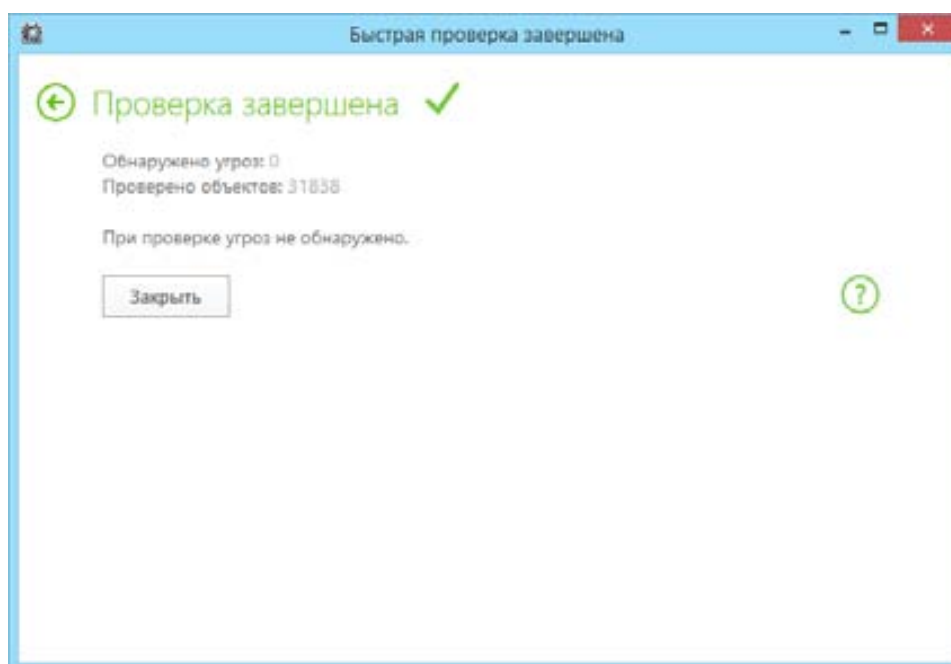 Быстрая проверка завершена
Проверка завершена
Обнаружено угроз: 0
Проверено объектов: 31838
При проверке угроз не обнаружено.
Закрыть
?